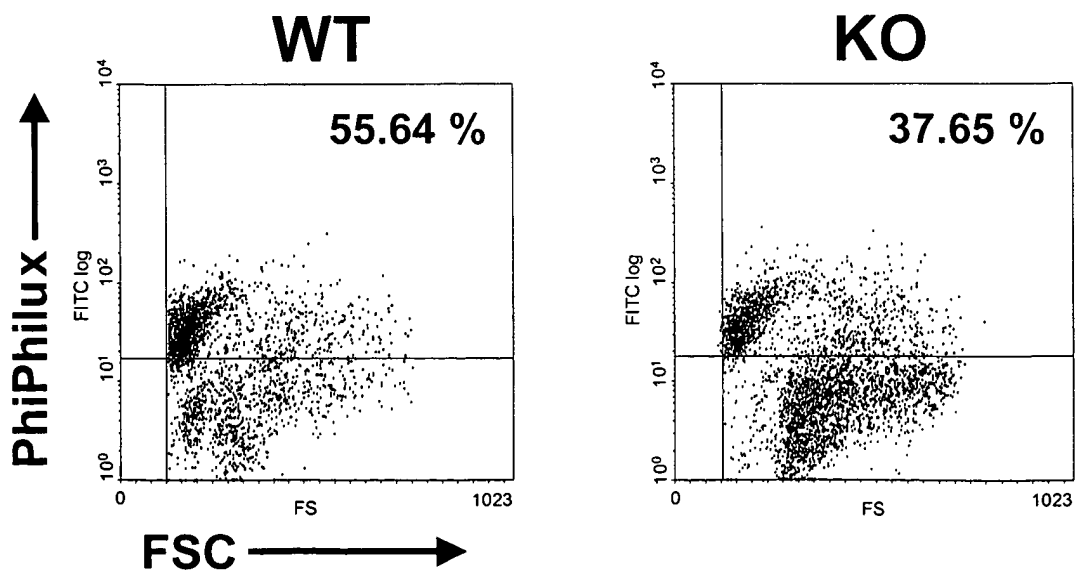 WT
KO
PhiPhilux
FITC log
10⁴
10³
10²
10¹
10⁰
55.64 %
0
FS
1023
FITC log
10⁴
10³
10²
10¹
10⁰
37.65 %
0
FS
1023
FSC